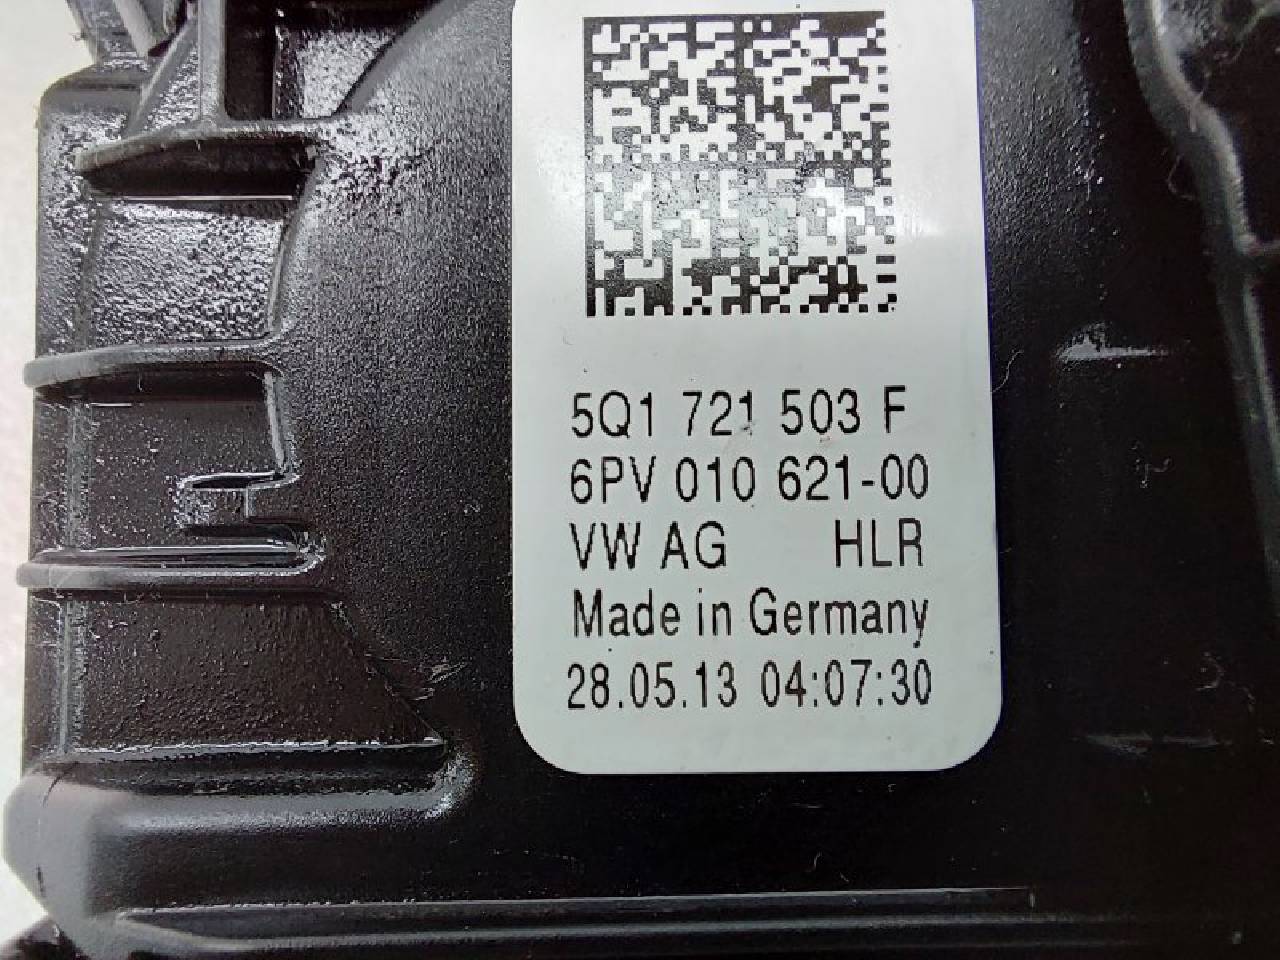 5Q1 721 503 F
6PV 010 621-00
VW AG HLR
Made in Germany
28.05.13 04:07:30